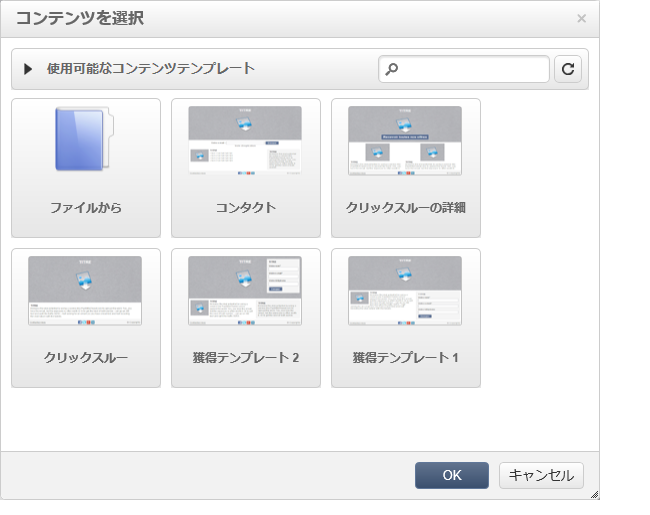 コンテンツを選択
使用可能なコンテンツテンプレート
ファイルから
コンタクト
クリックスルーの詳細
クリックスルー
獲得テンプレート 2
獲得テンプレート 1
OK
キャンセル